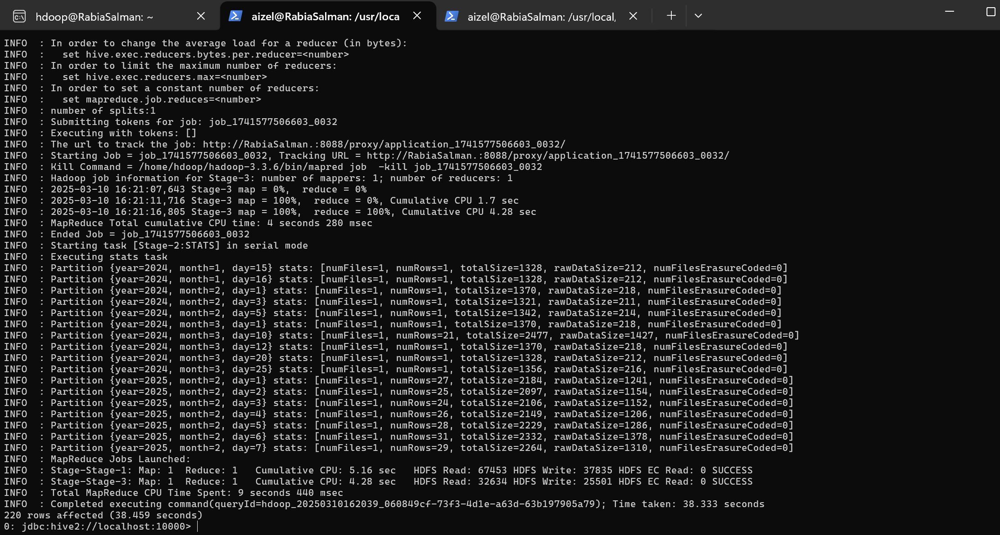 hdoop@RabiaSalman: ~
aizel@RabiaSalman: /usr/loca
aizel@RabiaSalman: /usr/local,
INFO  : In order to change the average load for a reducer (in bytes):
INFO  :   set hive.exec.reducers.bytes.per.reducer=<number>
INFO  : In order to limit the maximum number of reducers:
INFO  :   set hive.exec.reducers.max=<number>
INFO  : In order to set a constant number of reducers:
INFO  :   set mapreduce.job.reduces=<number>
INFO  : number of splits:1
INFO  : Submitting tokens for job: job_1741577506603_0032
INFO  : Executing with tokens: []
INFO  : The url to track the job: http://RabiaSalman.:8088/proxy/application_1741577506603_0032/
INFO  : Starting Job = job_1741577506603_0032, Tracking URL = http://RabiaSalman.:8088/proxy/application_1741577506603_0032/
INFO  : Kill Command = /home/hdoop/hadoop-3.3.6/bin/mapred job  -kill job_1741577506603_0032
INFO  : Hadoop job information for Stage-3: number of mappers: 1; number of reducers: 1
INFO  : 2025-03-10 16:21:07,643 Stage-3 map = 0%,  reduce = 0%
INFO  : 2025-03-10 16:21:11,716 Stage-3 map = 100%,  reduce = 0%, Cumulative CPU 1.7 sec
INFO  : 2025-03-10 16:21:16,805 Stage-3 map = 100%,  reduce = 100%, Cumulative CPU 4.28 sec
INFO  : MapReduce Total cumulative CPU time: 4 seconds 280 msec
INFO  : Ended Job = job_1741577506603_0032
INFO  : Starting task [Stage-2:STATS] in serial mode
INFO  : Executing stats task
INFO  : Partition {year=2024, month=1, day=15} stats: [numFiles=1, numRows=1, totalSize=1328, rawDataSize=212, numFilesErasureCoded=0]
INFO  : Partition {year=2024, month=1, day=16} stats: [numFiles=1, numRows=1, totalSize=1328, rawDataSize=212, numFilesErasureCoded=0]
INFO  : Partition {year=2024, month=2, day=1} stats: [numFiles=1, numRows=1, totalSize=1370, rawDataSize=218, numFilesErasureCoded=0]
INFO  : Partition {year=2024, month=2, day=3} stats: [numFiles=1, numRows=1, totalSize=1321, rawDataSize=211, numFilesErasureCoded=0]
INFO  : Partition {year=2024, month=2, day=5} stats: [numFiles=1, numRows=1, totalSize=1342, rawDataSize=214, numFilesErasureCoded=0]
INFO  : Partition {year=2024, month=3, day=1} stats: [numFiles=1, numRows=1, totalSize=1370, rawDataSize=218, numFilesErasureCoded=0]
INFO  : Partition {year=2024, month=3, day=10} stats: [numFiles=1, numRows=21, totalSize=2477, rawDataSize=1427, numFilesErasureCoded=0]
INFO  : Partition {year=2024, month=3, day=12} stats: [numFiles=1, numRows=1, totalSize=1370, rawDataSize=218, numFilesErasureCoded=0]
INFO  : Partition {year=2024, month=3, day=20} stats: [numFiles=1, numRows=1, totalSize=1328, rawDataSize=212, numFilesErasureCoded=0]
INFO  : Partition {year=2024, month=3, day=25} stats: [numFiles=1, numRows=1, totalSize=1356, rawDataSize=216, numFilesErasureCoded=0]
INFO  : Partition {year=2025, month=2, day=1} stats: [numFiles=1, numRows=27, totalSize=2184, rawDataSize=1241, numFilesErasureCoded=0]
INFO  : Partition {year=2025, month=2, day=2} stats: [numFiles=1, numRows=25, totalSize=2097, rawDataSize=1154, numFilesErasureCoded=0]
INFO  : Partition {year=2025, month=2, day=3} stats: [numFiles=1, numRows=24, totalSize=2106, rawDataSize=1152, numFilesErasureCoded=0]
INFO  : Partition {year=2025, month=2, day=4} stats: [numFiles=1, numRows=26, totalSize=2149, rawDataSize=1206, numFilesErasureCoded=0]
INFO  : Partition {year=2025, month=2, day=5} stats: [numFiles=1, numRows=28, totalSize=2229, rawDataSize=1286, numFilesErasureCoded=0]
INFO  : Partition {year=2025, month=2, day=6} stats: [numFiles=1, numRows=31, totalSize=2332, rawDataSize=1378, numFilesErasureCoded=0]
INFO  : Partition {year=2025, month=2, day=7} stats: [numFiles=1, numRows=29, totalSize=2264, rawDataSize=1310, numFilesErasureCoded=0]
INFO  : MapReduce Jobs Launched:
INFO  : Stage-Stage-1: Map: 1  Reduce: 1   Cumulative CPU: 5.16 sec   HDFS Read: 67453 HDFS Write: 37835 HDFS EC Read: 0 SUCCESS
INFO  : Stage-Stage-3: Map: 1  Reduce: 1   Cumulative CPU: 4.28 sec   HDFS Read: 32634 HDFS Write: 25501 HDFS EC Read: 0 SUCCESS
INFO  : Total MapReduce CPU Time Spent: 9 seconds 440 msec
INFO  : Completed executing command(queryId=hdoop_20250310162039_060849cf-73f3-4d1e-a63d-63b197905a79); Time taken: 38.333 seconds
220 rows affected (38.459 seconds)
0: jdbc:hive2://localhost:10000>